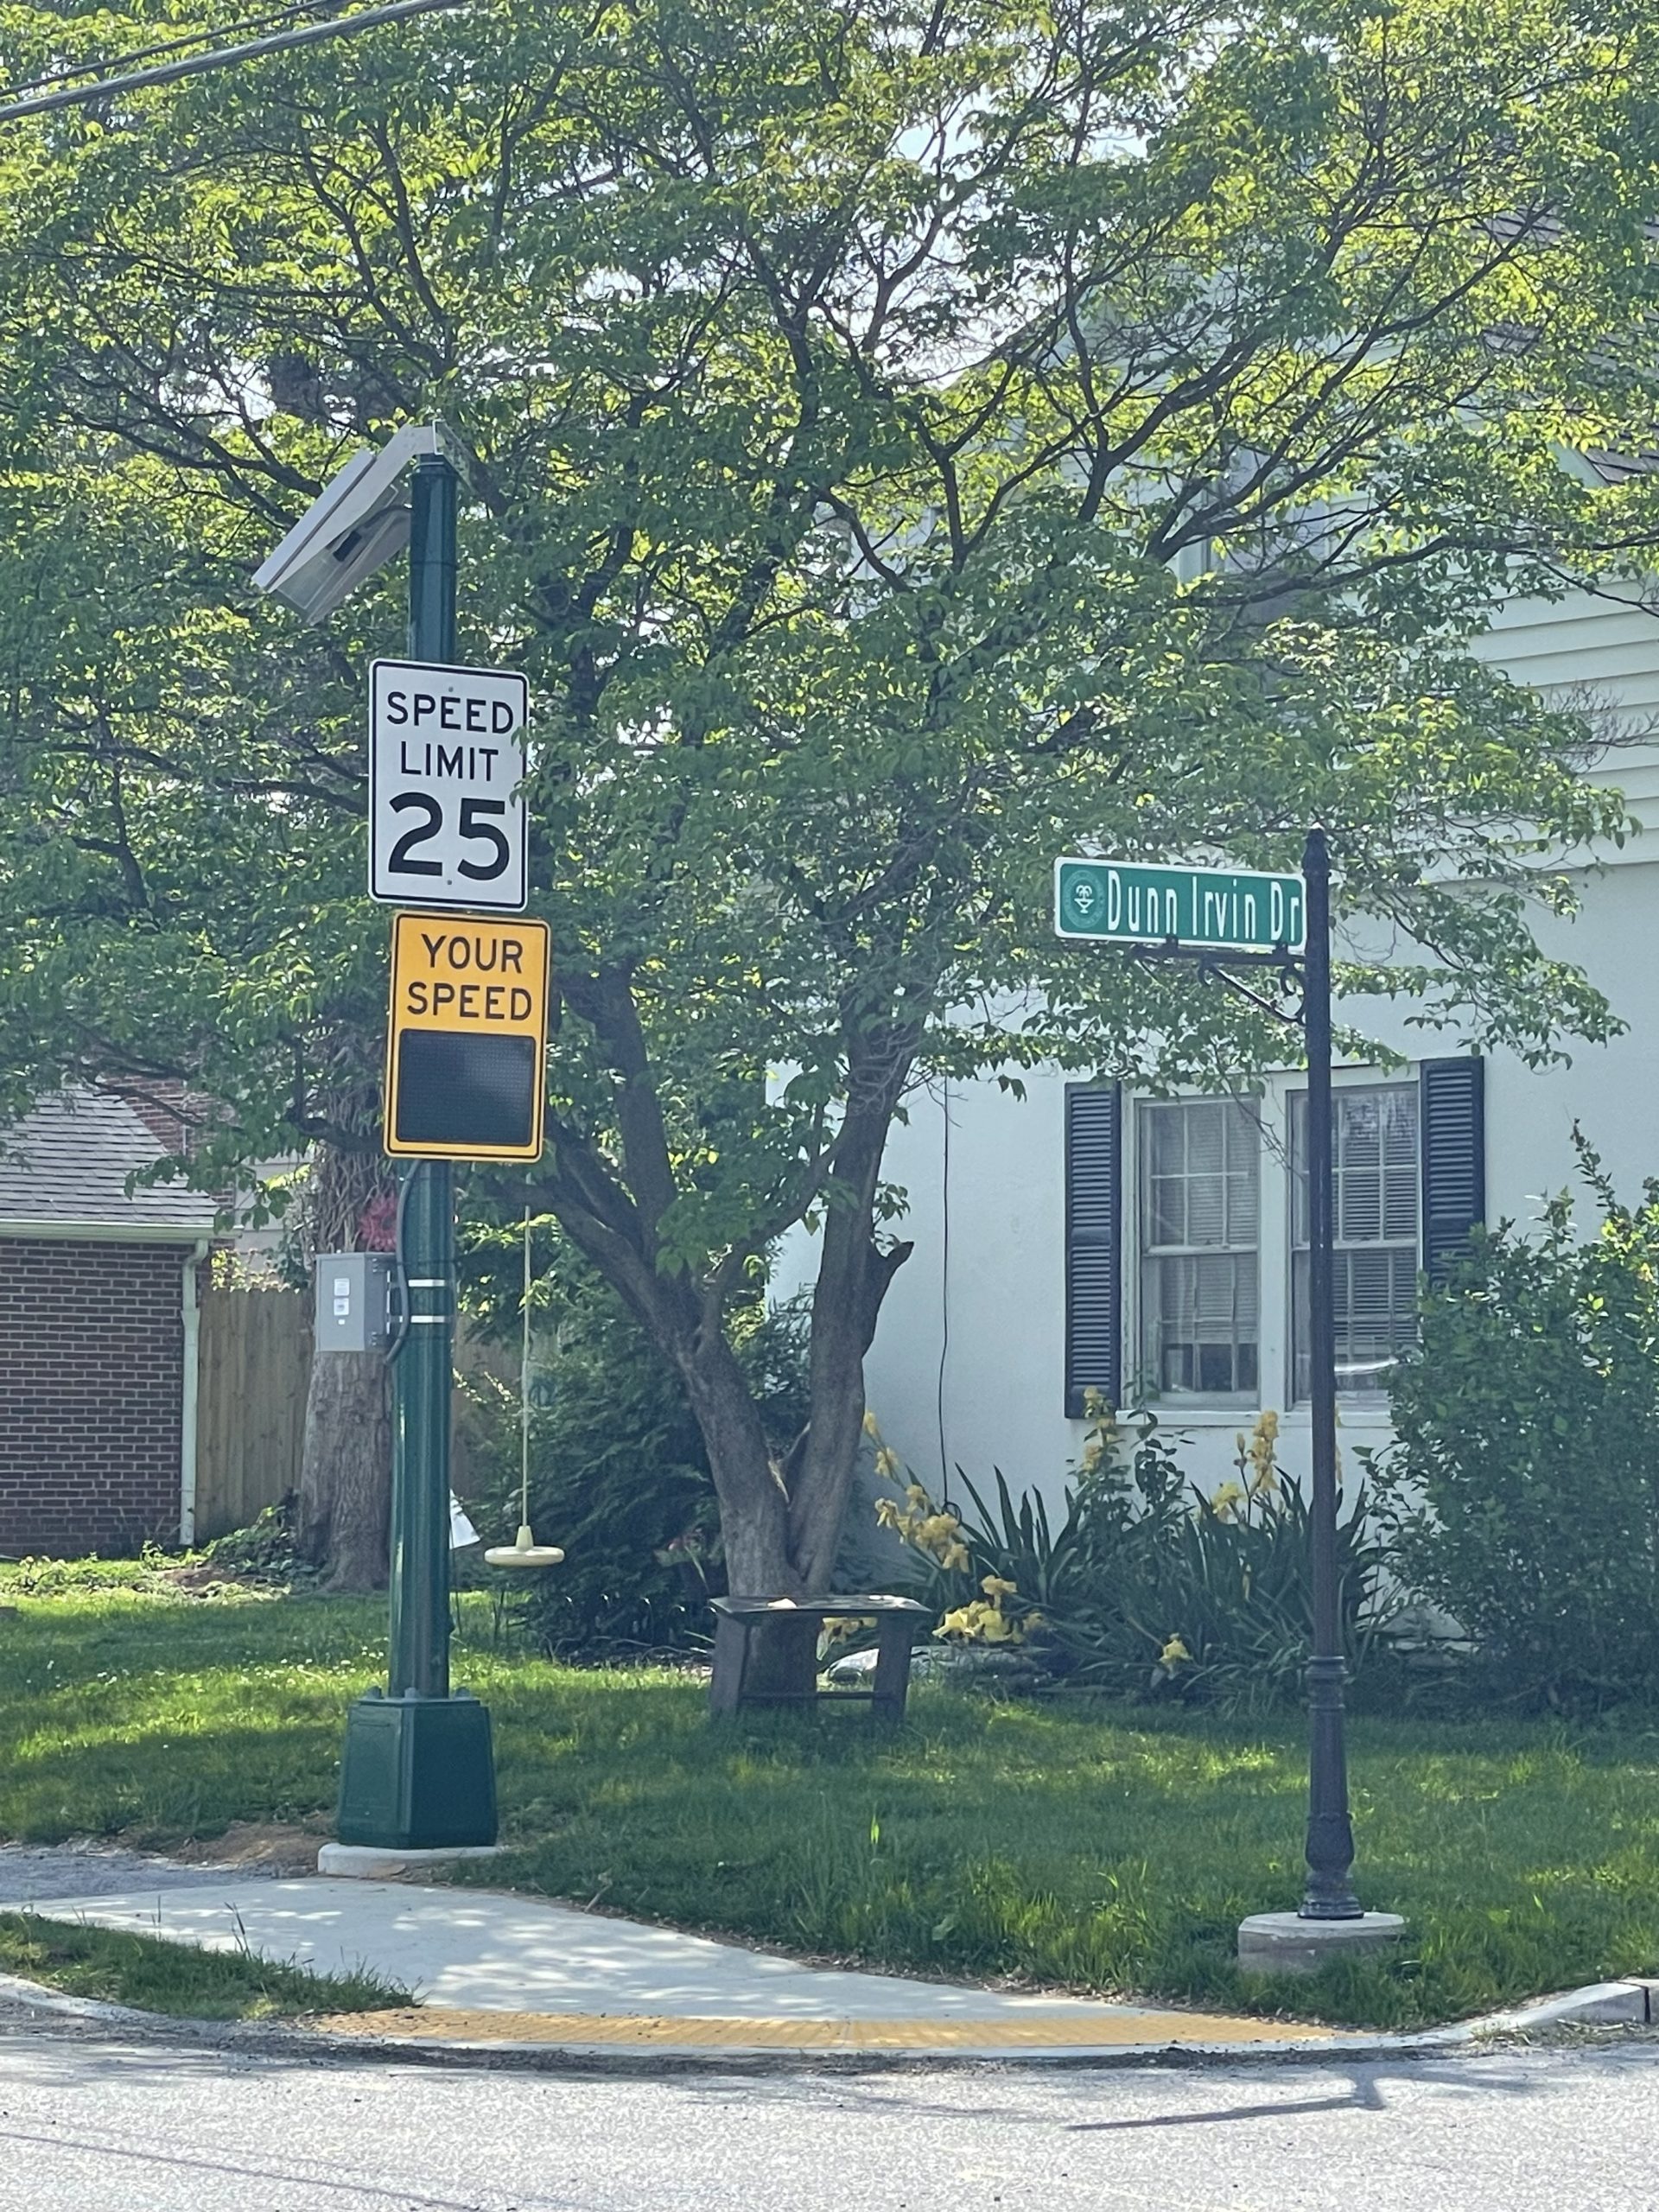 SPEED
LIMIT
25
YOUR
SPEED
Dunn Irvin Dr